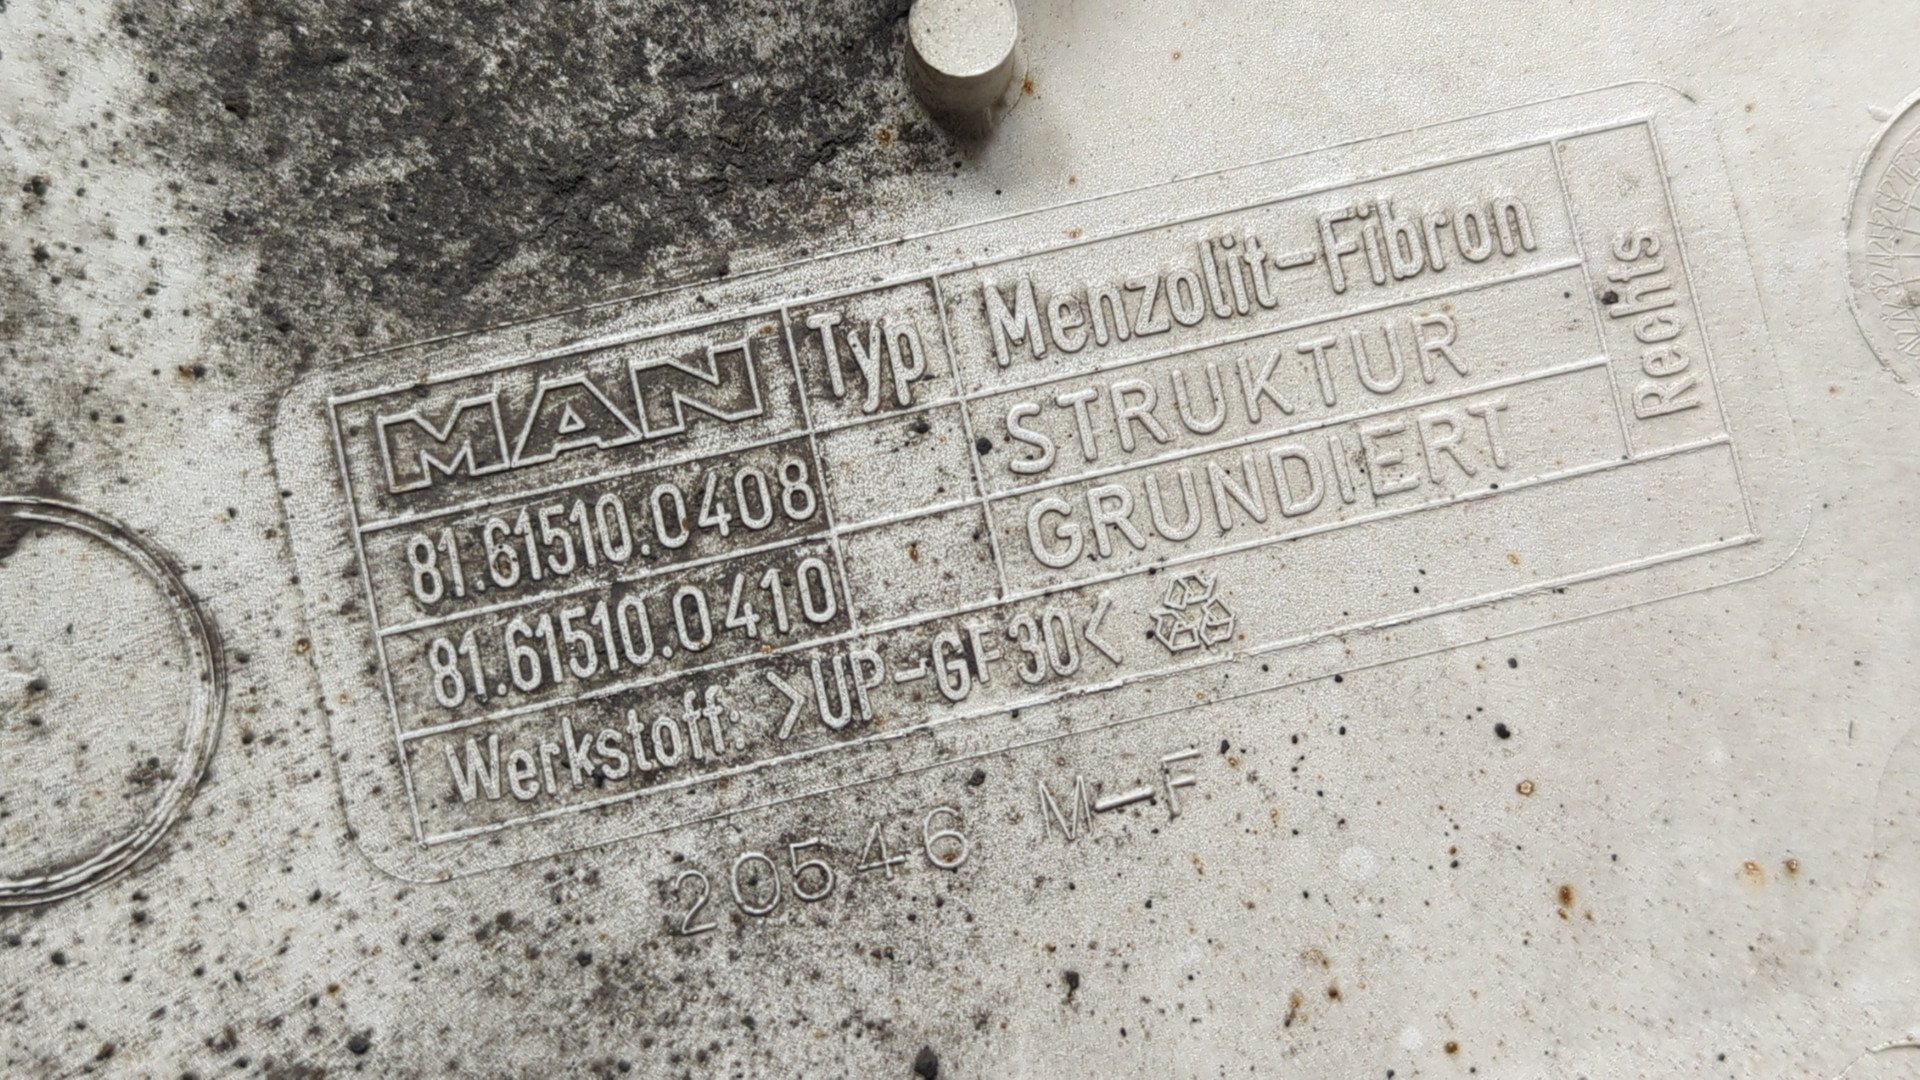 MAN Typ Menzolit-Fibron Rechts
81.61510.0408 STRUKTUR
81.61510.0410 GRUNDIERT
Werkstoff: >UP-GF30<
20546 M-F